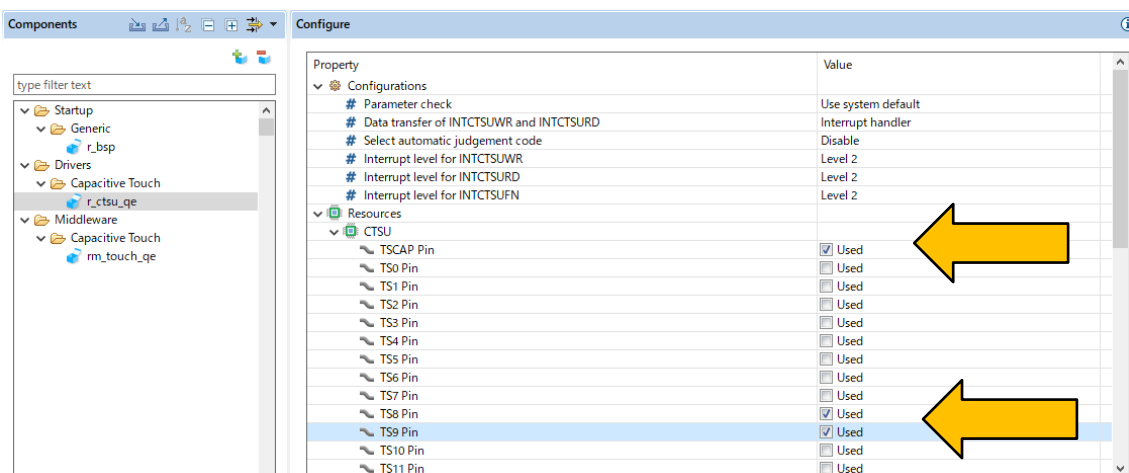 Components
type filter text
Startup
Generic
r_bsp
Drivers
Capacitive Touch
r_ctsu_qe
Middleware
Capacitive Touch
rm_touch_qe
Configure
Property Value
Configurations
# Parameter check Use system default
# Data transfer of INTCTSUWR and INTCTSURD Interrupt handler
# Select automatic judgement code Disable
# Interrupt level for INTCTSUWR Level 2
# Interrupt level for INTCTSURD Level 2
# Interrupt level for INTCTSUFN Level 2
Resources
CTSU
TSCAP Pin Used
TS0 Pin Used
TS1 Pin Used
TS2 Pin Used
TS3 Pin Used
TS4 Pin Used
TS5 Pin Used
TS6 Pin Used
TS7 Pin Used
TS8 Pin Used
TS9 Pin Used
TS10 Pin Used
TS11 Pin Used